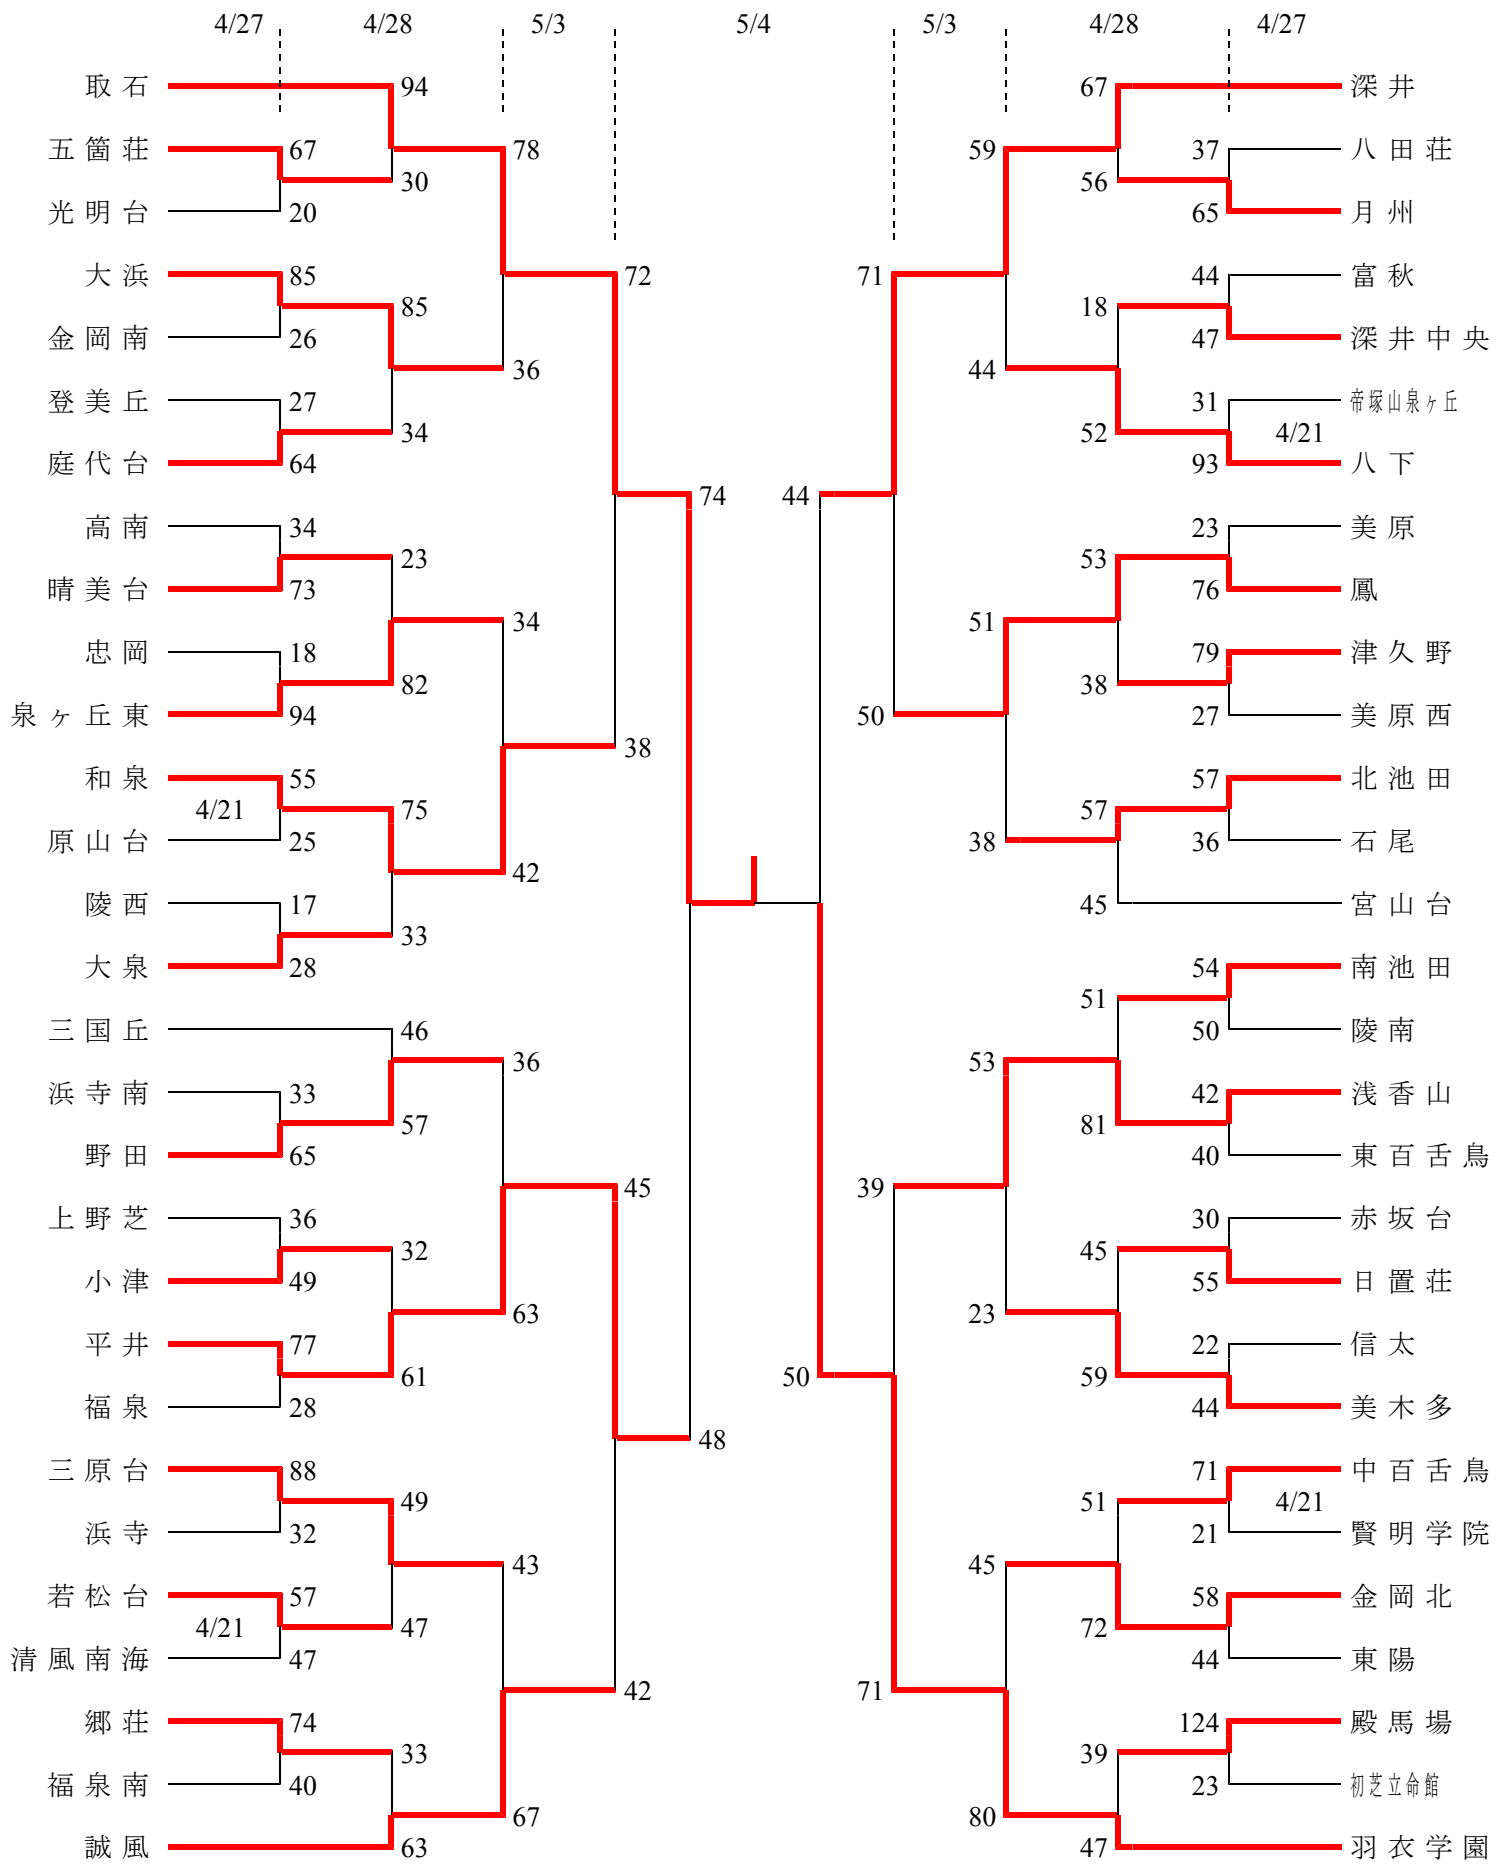 4/27 4/28 5/3 5/4 5/3 4/28 4/27
取石 94 67 深井
五箇荘 67 78 59 37 八田荘
30 56
光明台 20 65 月州
大浜 85 72 71 44 富秋
85 18
金岡南 26 47 深井中央
36 44
登美丘 27 31 帝塚山泉ヶ丘
34 52 4/21
庭代台 64 93 八下
74 44
高南 34 23 美原
23 53
晴美台 73 76 鳳
34 51
忠岡 18 79 津久野
82 38
泉ヶ丘東 94 50 27 美原西
38
和泉 55 57 北池田
4/21 75 57
原山台 25 38 36 石尾
42
陵西 17 45 宮山台
33
大泉 28 54 南池田
51
三国丘 46 50 陵南
36 53
浜寺南 33 42 浅香山
57 81
野田 65 40 東百舌鳥
45 39
上野芝 36 30 赤坂台
32 45
小津 49 55 日置荘
63 23
平井 77 22 信太
61 50 59
福泉 28 44 美木多
48
三原台 88 71 中百舌鳥
49 51 4/21
浜寺 32 21 賢明学院
43 45
若松台 57 58 金岡北
4/21 47 72
清風南海 47 44 東陽
42 71
郷荘 74 124 殿馬場
33 39
福泉南 40 23 初芝立命館
67 80
誠風 63 47 羽衣学園